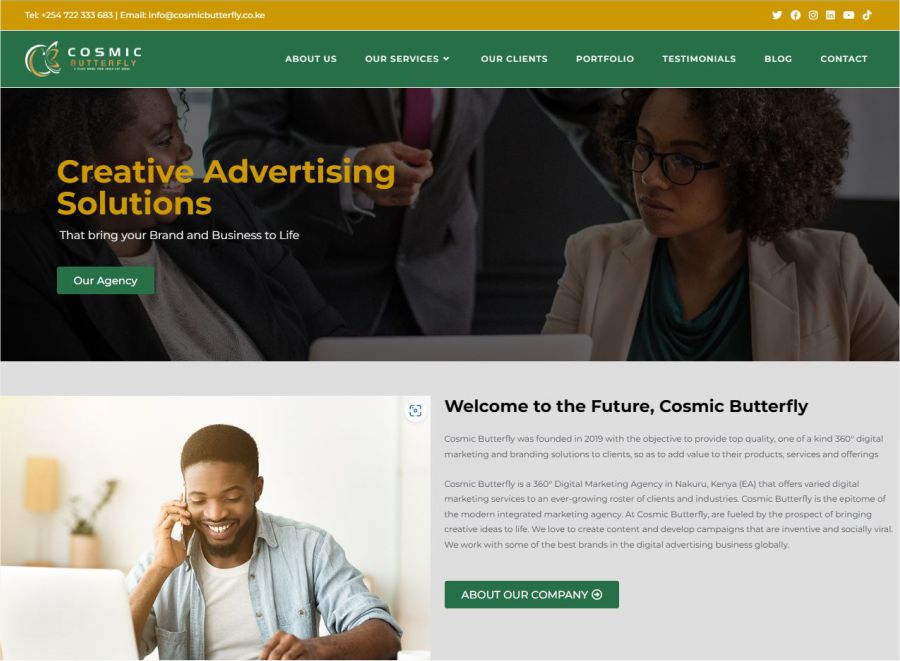 Tel: +254 722 333 683 | Email: info@cosmicbutterfly.co.ke
COSMIC
BUTTERFLY
ABOUT US
OUR SERVICES
OUR CLIENTS
PORTFOLIO
TESTIMONIALS
BLOG
CONTACT
Creative Advertising
Solutions
That bring your Brand and Business to Life
Our Agency
Welcome to the Future, Cosmic Butterfly
Cosmic Butterfly was founded in 2019 with the objective to provide top quality, one of a kind 360° digital
marketing and branding solutions to clients, so as to add value to their products, services and offerings
Cosmic Butterfly is a 360° Digital Marketing Agency in Nakuru, Kenya (EA) that offers varied digital
marketing services to an ever-growing roster of clients and industries. Cosmic Butterfly is the epitome of
the modern integrated marketing agency. At Cosmic Butterfly, are fueled by the prospect of bringing
creative ideas to life. We love to create content and develop campaigns that are inventive and socially viral.
We work with some of the best brands in the digital advertising business globally.
ABOUT OUR COMPANY